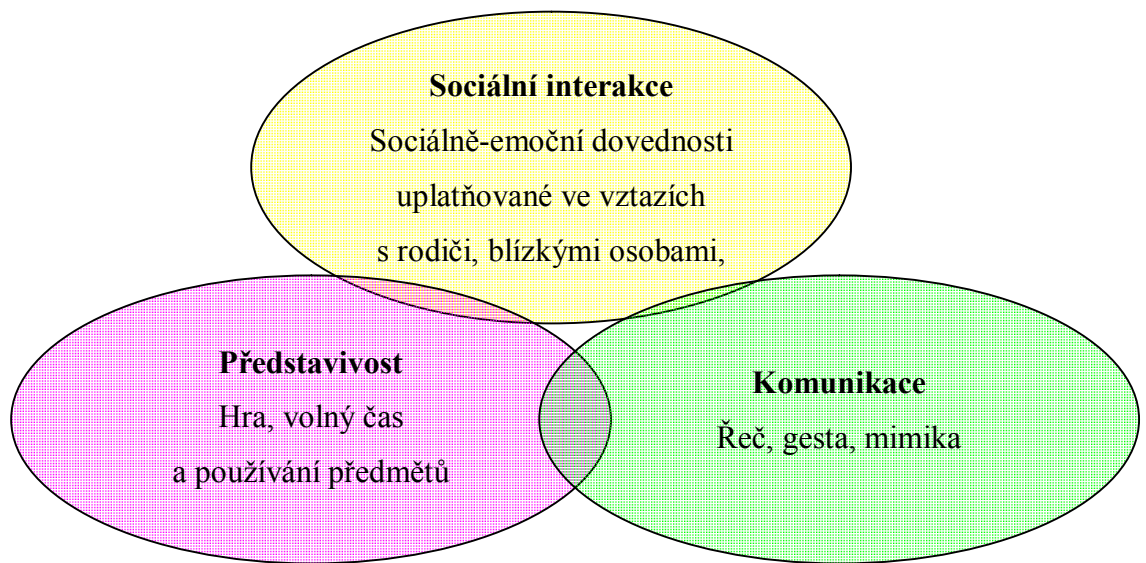 Sociální interakce
Sociálně-emoční dovednosti
uplatňované ve vztazích
s rodiči, blízkými osobami,
Představivost
Hra, volný čas
a používání předmětů
Komunikace
Řeč, gesta, mimika